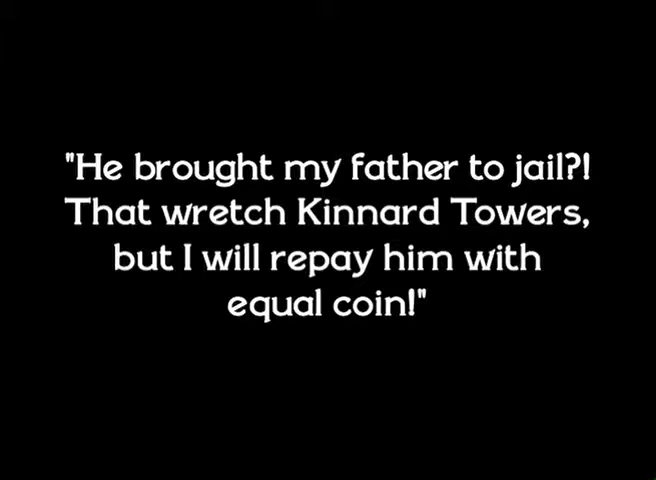 "He brought my father to jail?!
That wretch Kinnard Towers,
but I will repay him with
equal coin!"